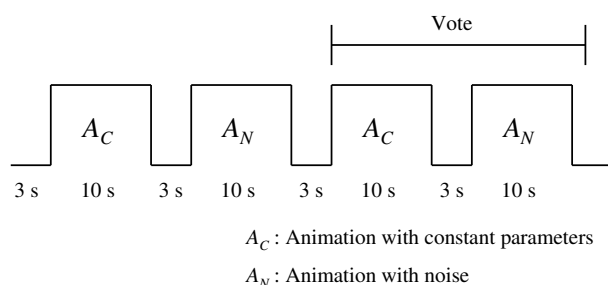 Vote
A_C A_N A_C A_N
3 s 10 s 3 s 10 s 3 s 10 s 3 s 10 s
A_C : Animation with constant parameters
A_N : Animation with noise